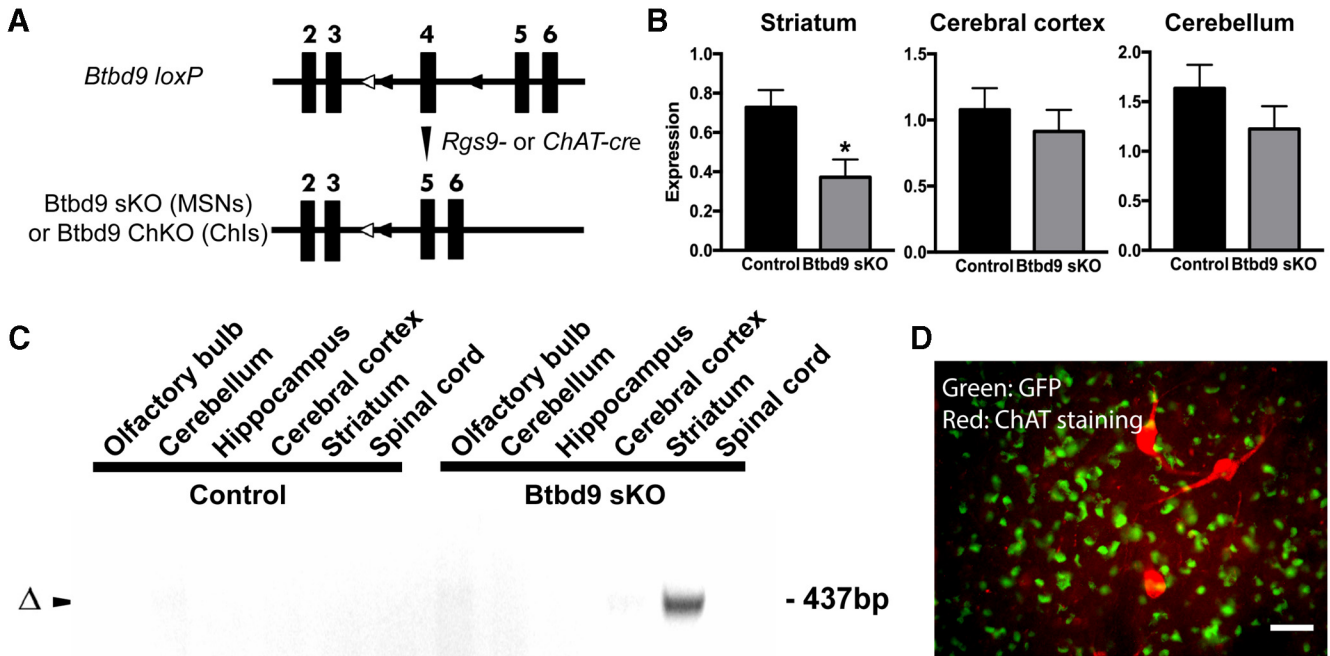 A
2 3 4 5 6
Btbd9 loxP
Rgs9- or ChAT-cre
2 3 5 6
Btbd9 sKO (MSNs)
or Btbd9 ChKO (ChIs)
B
Striatum
Expression
1.0
0.8
0.6
0.4
0.2
0.0
*
Control Btbd9 sKO
Cerebral cortex
1.5
1.0
0.5
0.0
Control Btbd9 sKO
Cerebellum
2.0
1.5
1.0
0.5
0.0
Control Btbd9 sKO
C
Olfactory bulb
Cerebellum
Hippocampus
Cerebral cortex
Striatum
Spinal cord
Control
Olfactory bulb
Cerebellum
Hippocampus
Cerebral cortex
Striatum
Spinal cord
Btbd9 sKO
Δ
- 437bp
D
Green: GFP
Red: ChAT staining